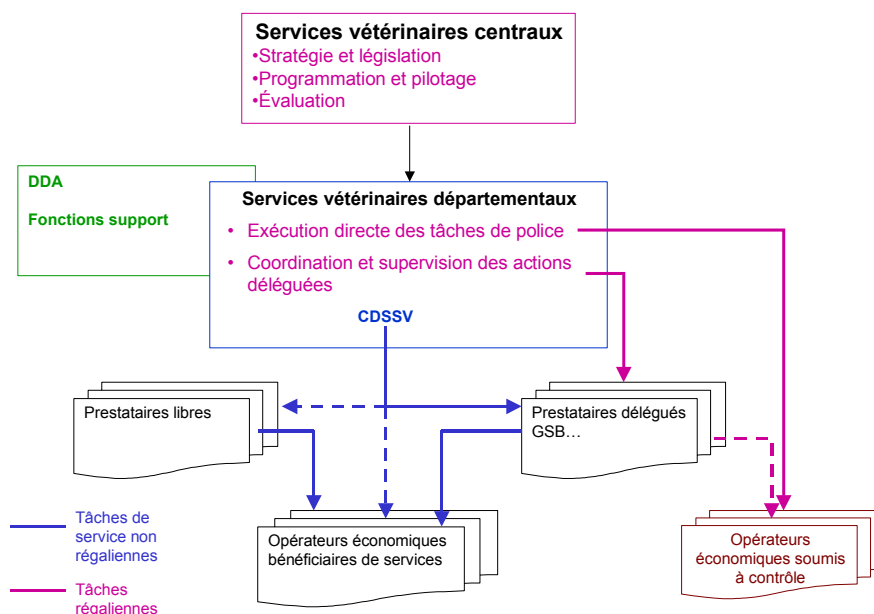 Services vétérinaires centraux
•Stratégie et législation
•Programmation et pilotage
•Évaluation
DDA
Fonctions support
Services vétérinaires départementaux
• Exécution directe des tâches de police
• Coordination et supervision des actions
déléguées
CDSSV
Prestataires libres
Prestataires délégués
GSB…
Tâches de
service non
régaliennes
Opérateurs économiques
bénéficiaires de services
Opérateurs
économiques soumis
à contrôle
Tâches
régaliennes